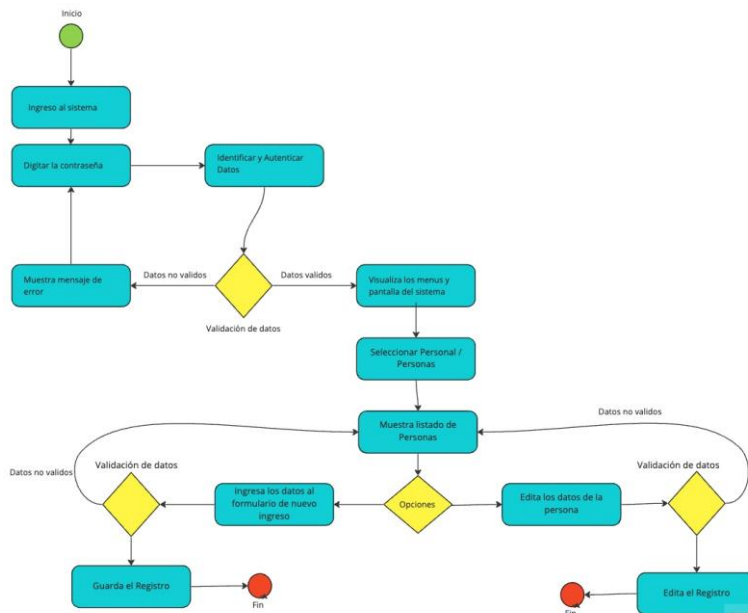 Inicio
Ingreso al sistema
Digitar la contraseña
Identificar y Autenticar
Datos
Muestra mensaje de
error
Datos no validos
Datos validos
Validación de datos
Visualiza los menus y
pantalla del sistema
Seleccionar Personal /
Personas
Muestra listado de
Personas
Datos no validos
Datos no validos
Validación de datos
Ingresa los datos al
formulario de nuevo
ingreso
Opciones
Edita los datos de la
persona
Validación de datos
Guarda el Registro
Fin
Fin
Edita el Registro